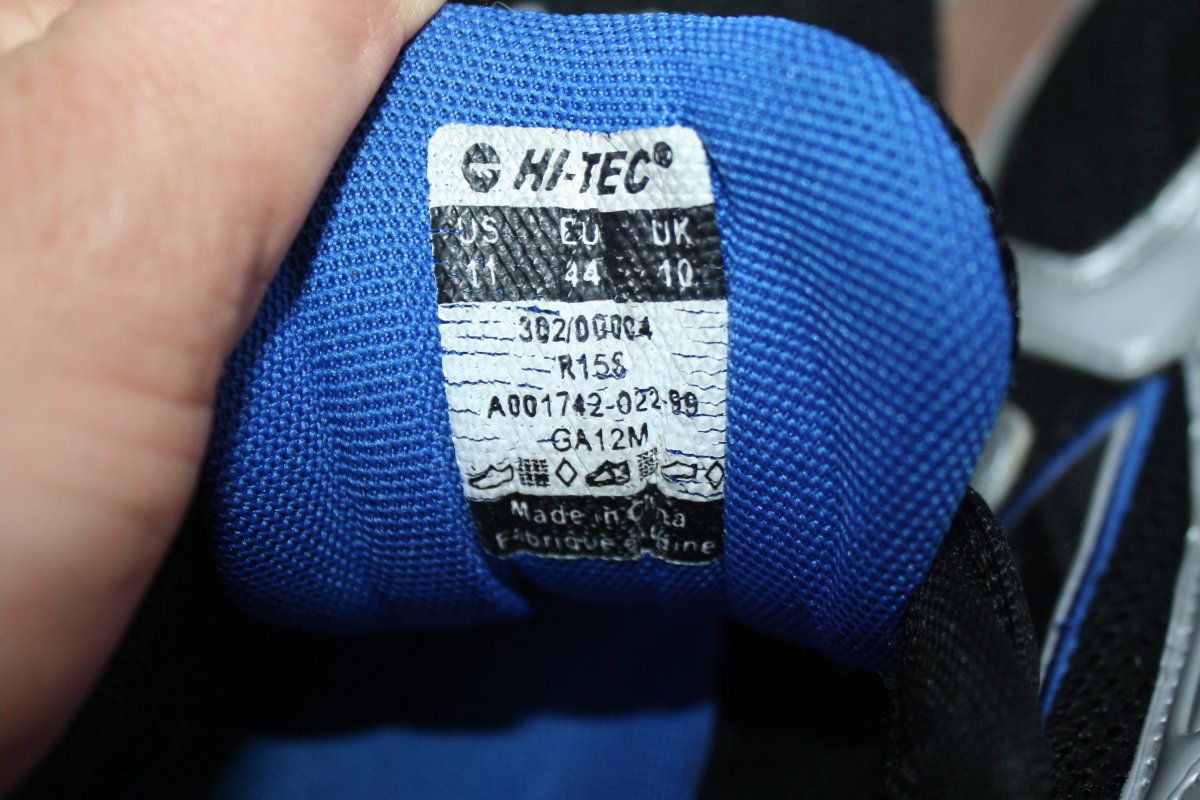 HI-TEC®
US EU UK
11 44 10
302/00004
R158
A001742-022-99
GA12M
Made in China
Fabrique en Chine